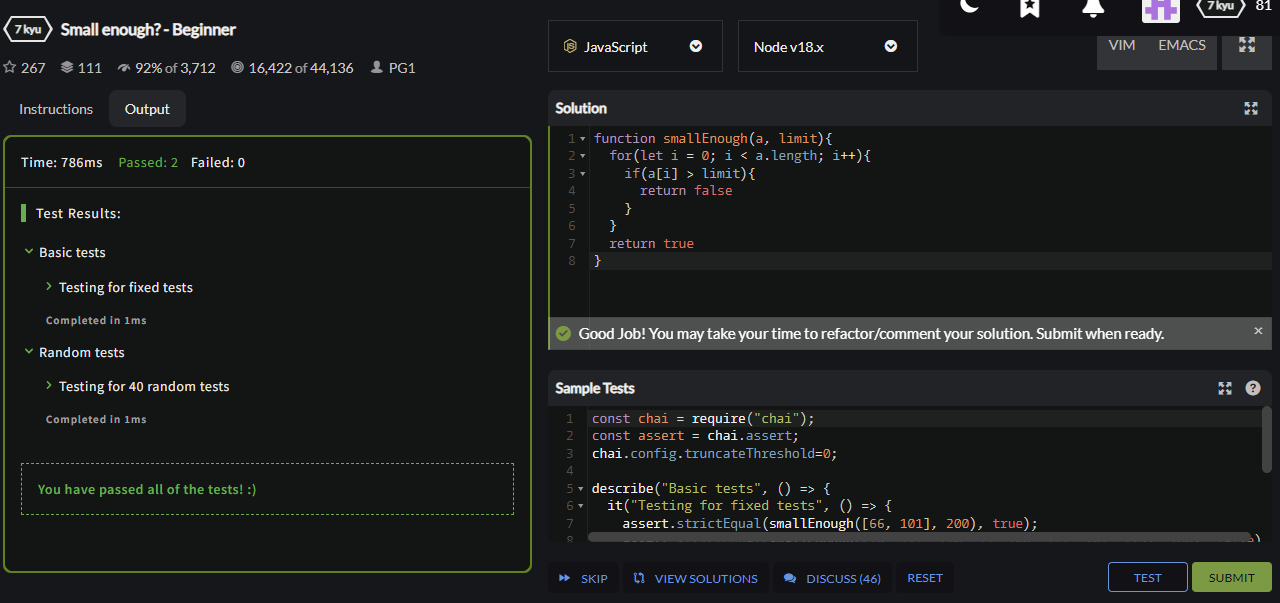 7 kyu Small enough? - Beginner
267 111 92% of 3,712 16,422 of 44,136 PG1
Instructions Output
Time: 786ms Passed: 2 Failed: 0
Test Results:
Basic tests
Testing for fixed tests
Completed in 1ms
Random tests
Testing for 40 random tests
Completed in 1ms
You have passed all of the tests! :)
7 kyu 81
JavaScript Node v18.x VIM EMACS
Solution
1 function smallEnough(a, limit){
2 for(let i = 0; i < a.length; i++){
3 if(a[i] > limit){
4 return false
5 }
6 }
7 return true
8 }
Good Job! You may take your time to refactor/comment your solution. Submit when ready.
Sample Tests
1 const chai = require("chai");
2 const assert = chai.assert;
3 chai.config.truncateThreshold=0;
4
5 describe("Basic tests", () => {
6 it("Testing for fixed tests", () => {
7 assert.strictEqual(smallEnough([66, 101], 200), true);
8
SKIP VIEW SOLUTIONS DISCUSS (46) RESET TEST SUBMIT